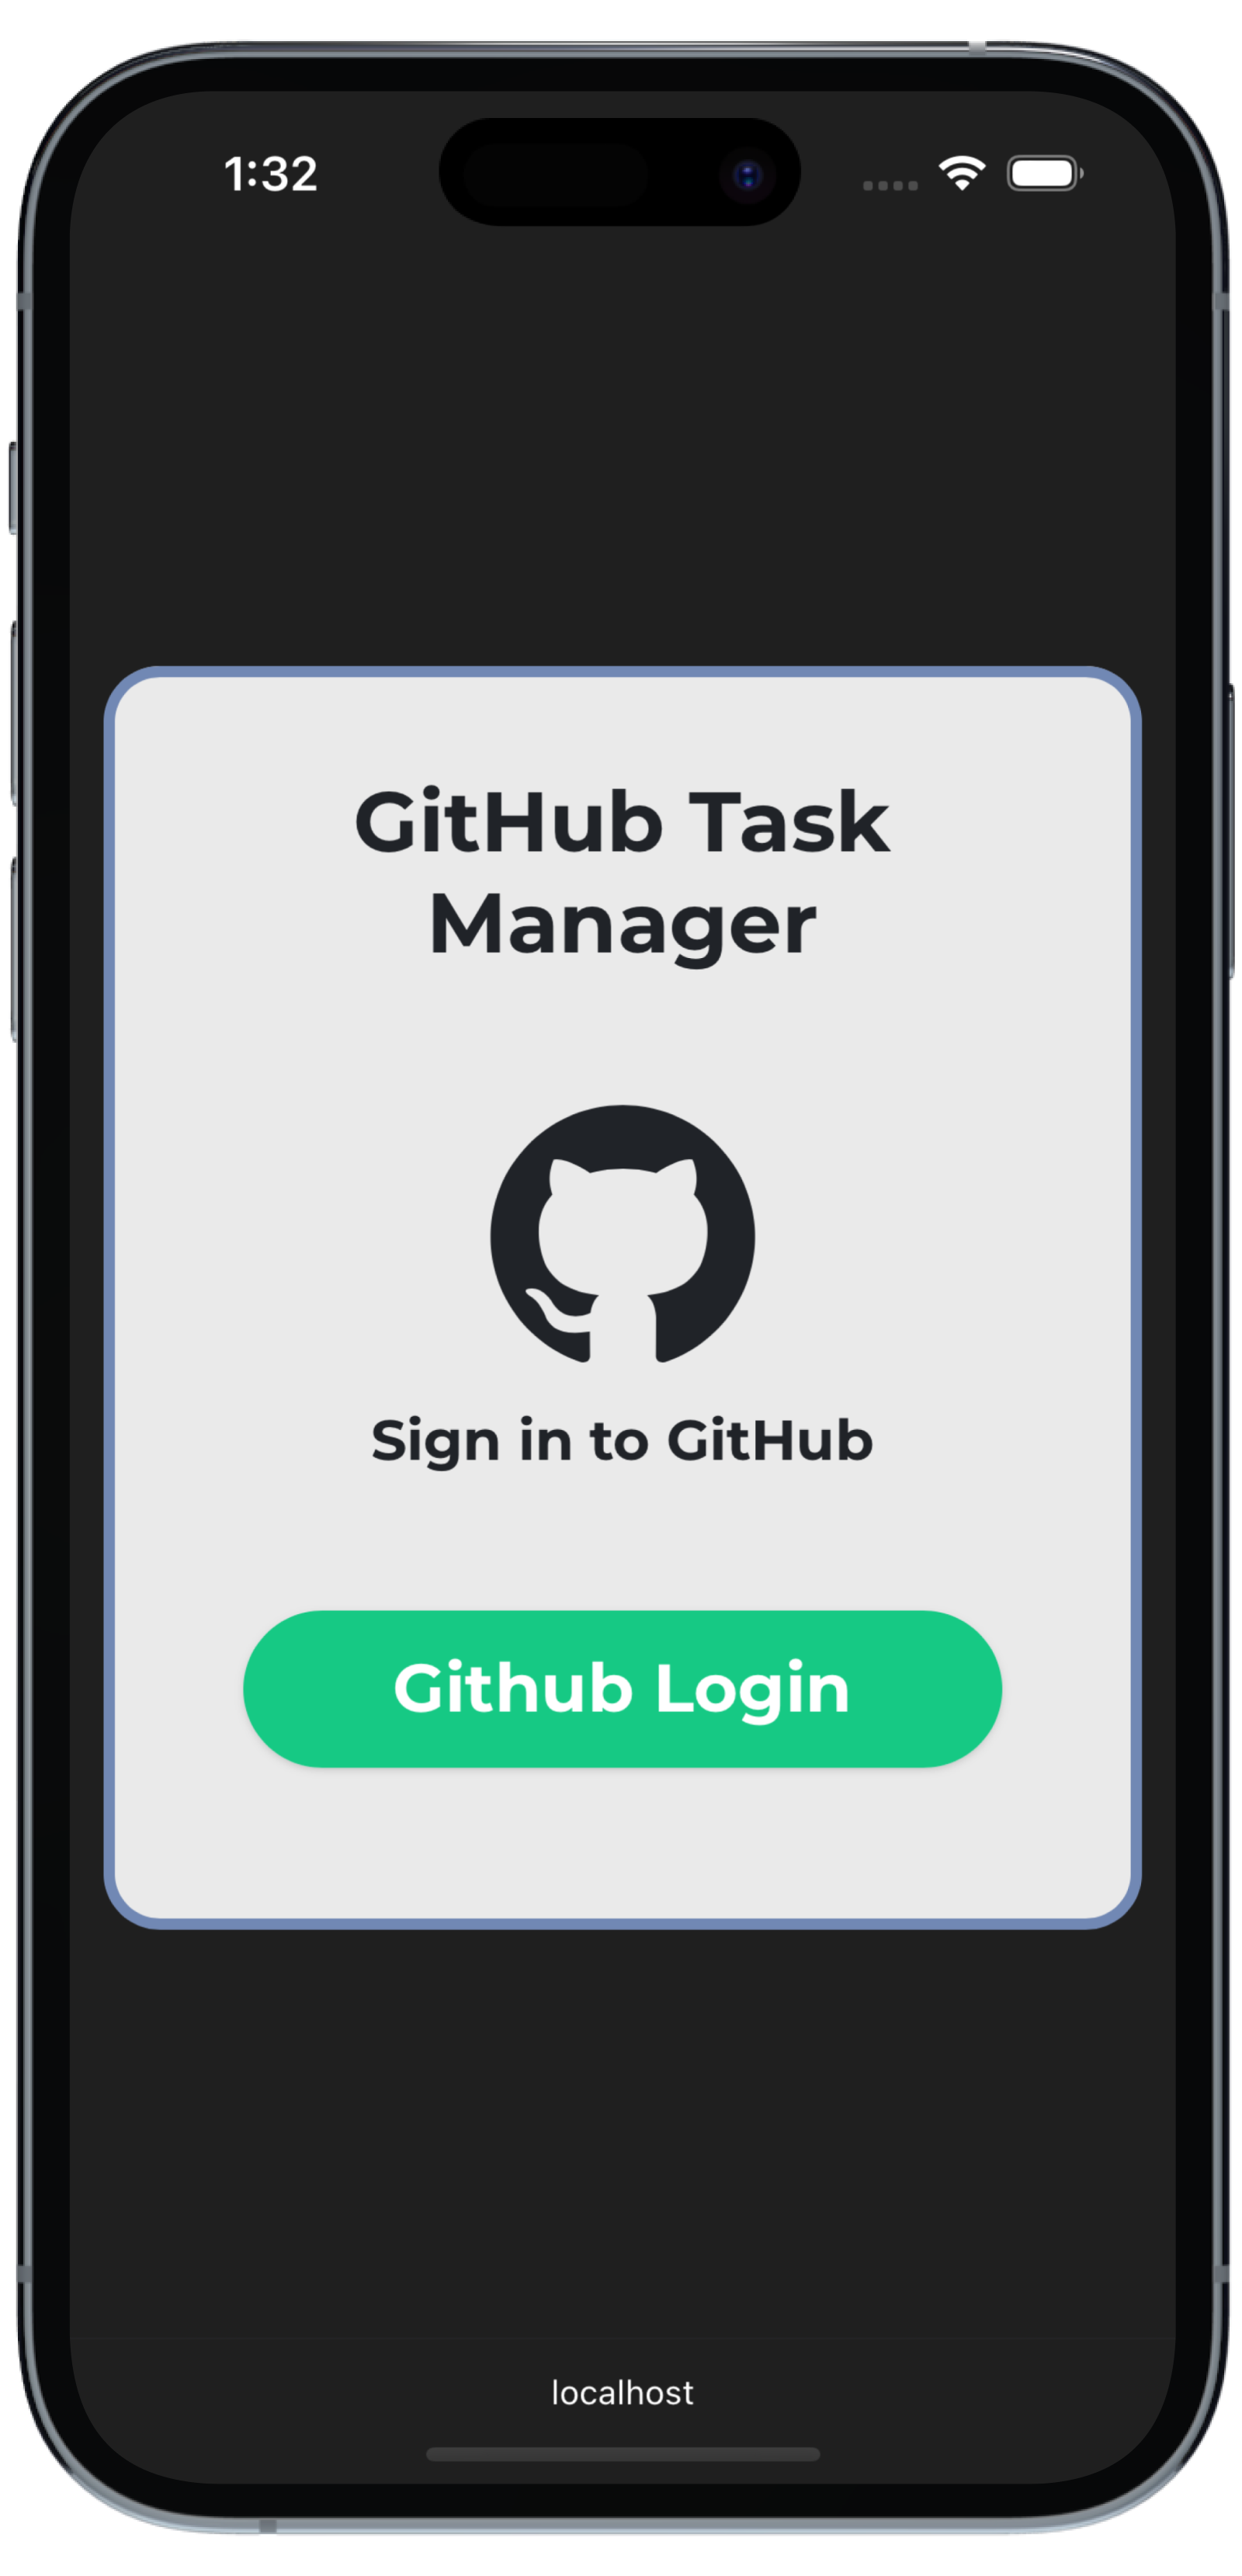 1:32
GitHub Task
Manager
Sign in to GitHub
Github Login
localhost